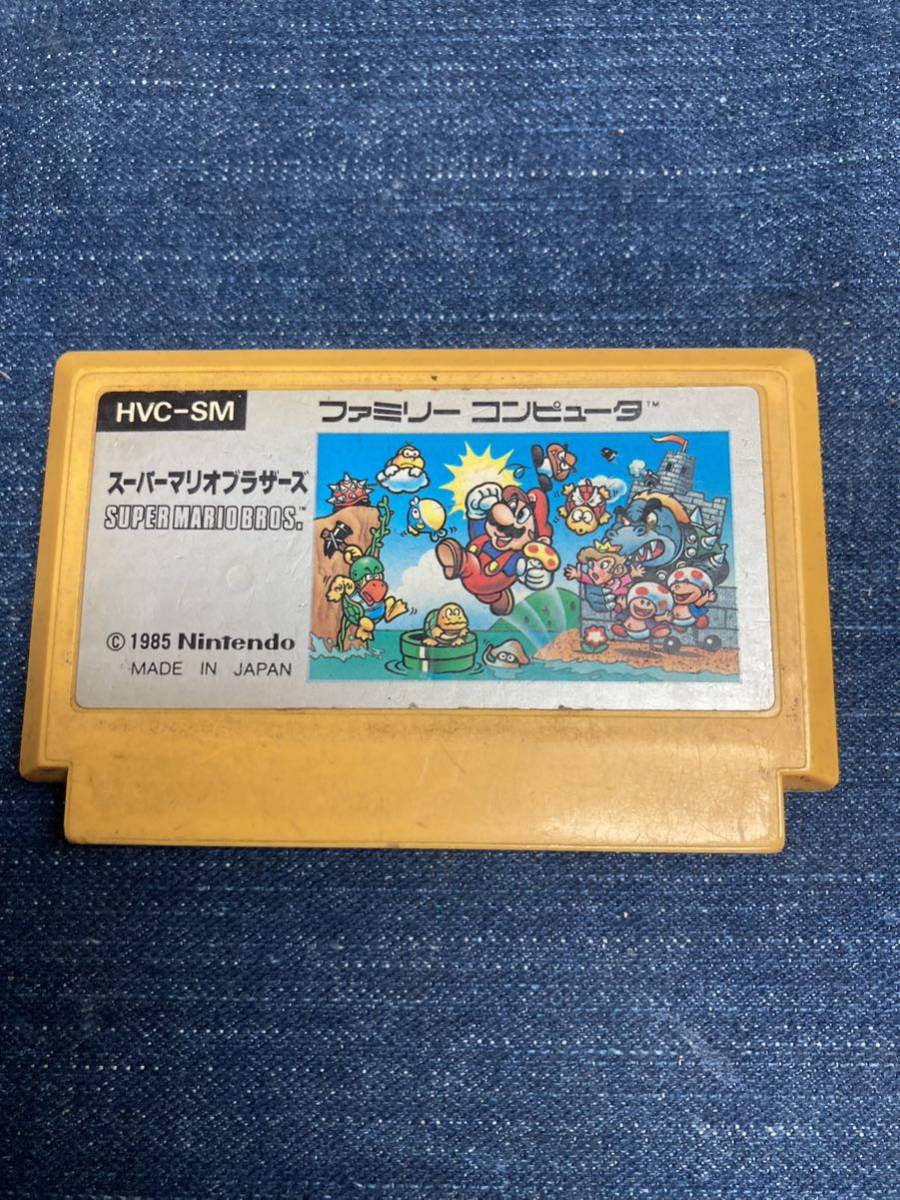 HVC-SM
ファミリー コンピュータ™
スーパーマリオブラザーズ
SUPER MARIO BROS.™
© 1985 Nintendo
MADE IN JAPAN